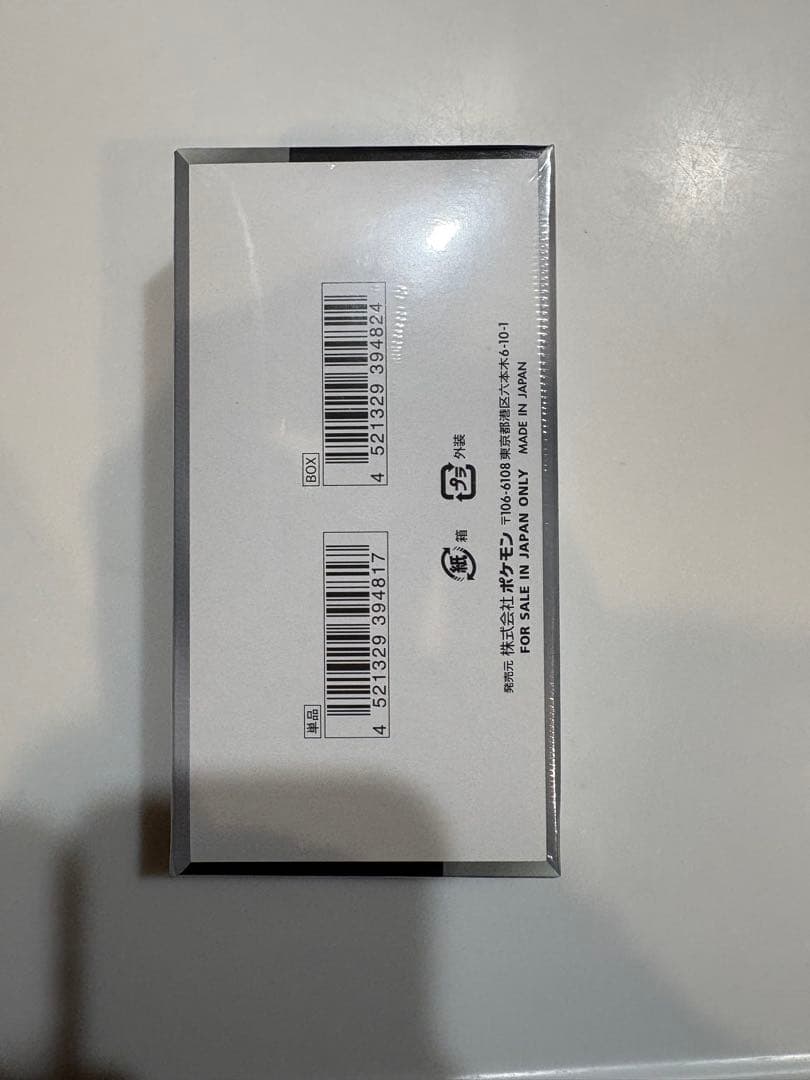 単品
4 521329 394817
BOX
4 521329 394824
紙 箱
プラ 外装
発売元 株式会社 ポケモン 〒106-6108 東京都港区六本木6-10-1
FOR SALE IN JAPAN ONLY MADE IN JAPAN